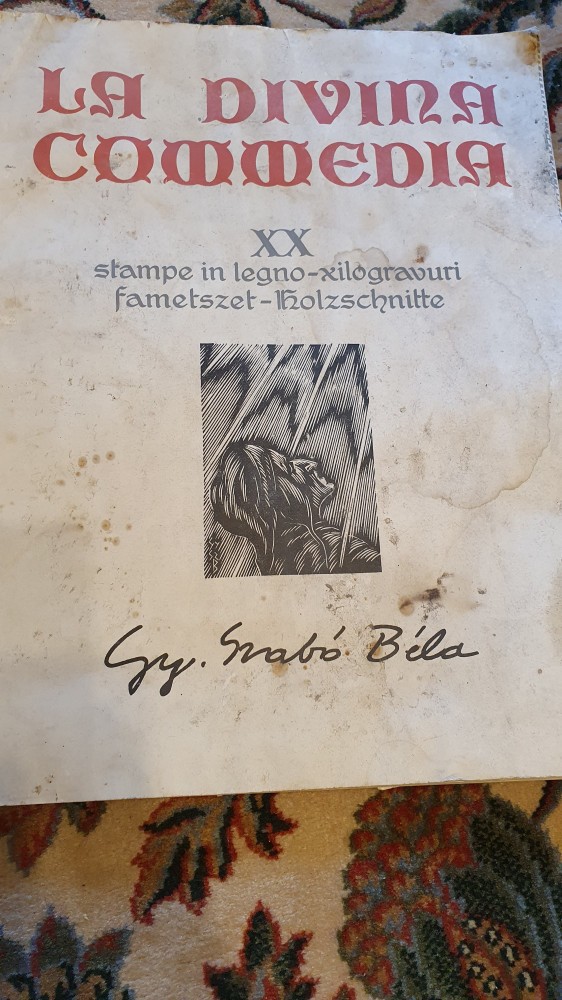 LA DIVINA
COMMEDIA
XX
stampe in legno-xilogravuri
fametszet-Holzschnitte
Gy. Szabó Béla